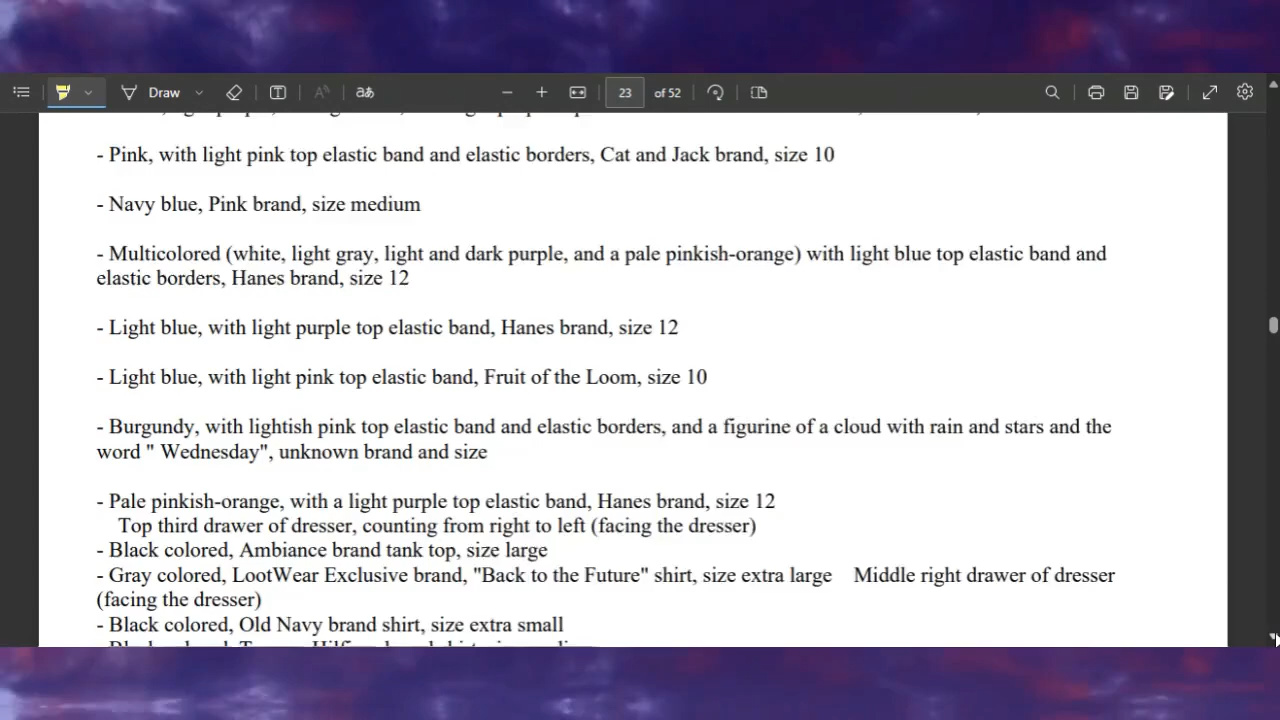 Draw
23 of 52
- Pink, with light pink top elastic band and elastic borders, Cat and Jack brand, size 10
- Navy blue, Pink brand, size medium
- Multicolored (white, light gray, light and dark purple, and a pale pinkish-orange) with light blue top elastic band and
elastic borders, Hanes brand, size 12
- Light blue, with light purple top elastic band, Hanes brand, size 12
- Light blue, with light pink top elastic band, Fruit of the Loom, size 10
- Burgundy, with lightish pink top elastic band and elastic borders, and a figurine of a cloud with rain and stars and the
word " Wednesday", unknown brand and size
- Pale pinkish-orange, with a light purple top elastic band, Hanes brand, size 12
Top third drawer of dresser, counting from right to left (facing the dresser)
- Black colored, Ambiance brand tank top, size large
- Gray colored, LootWear Exclusive brand, "Back to the Future" shirt, size extra large Middle right drawer of dresser
(facing the dresser)
- Black colored, Old Navy brand shirt, size extra small